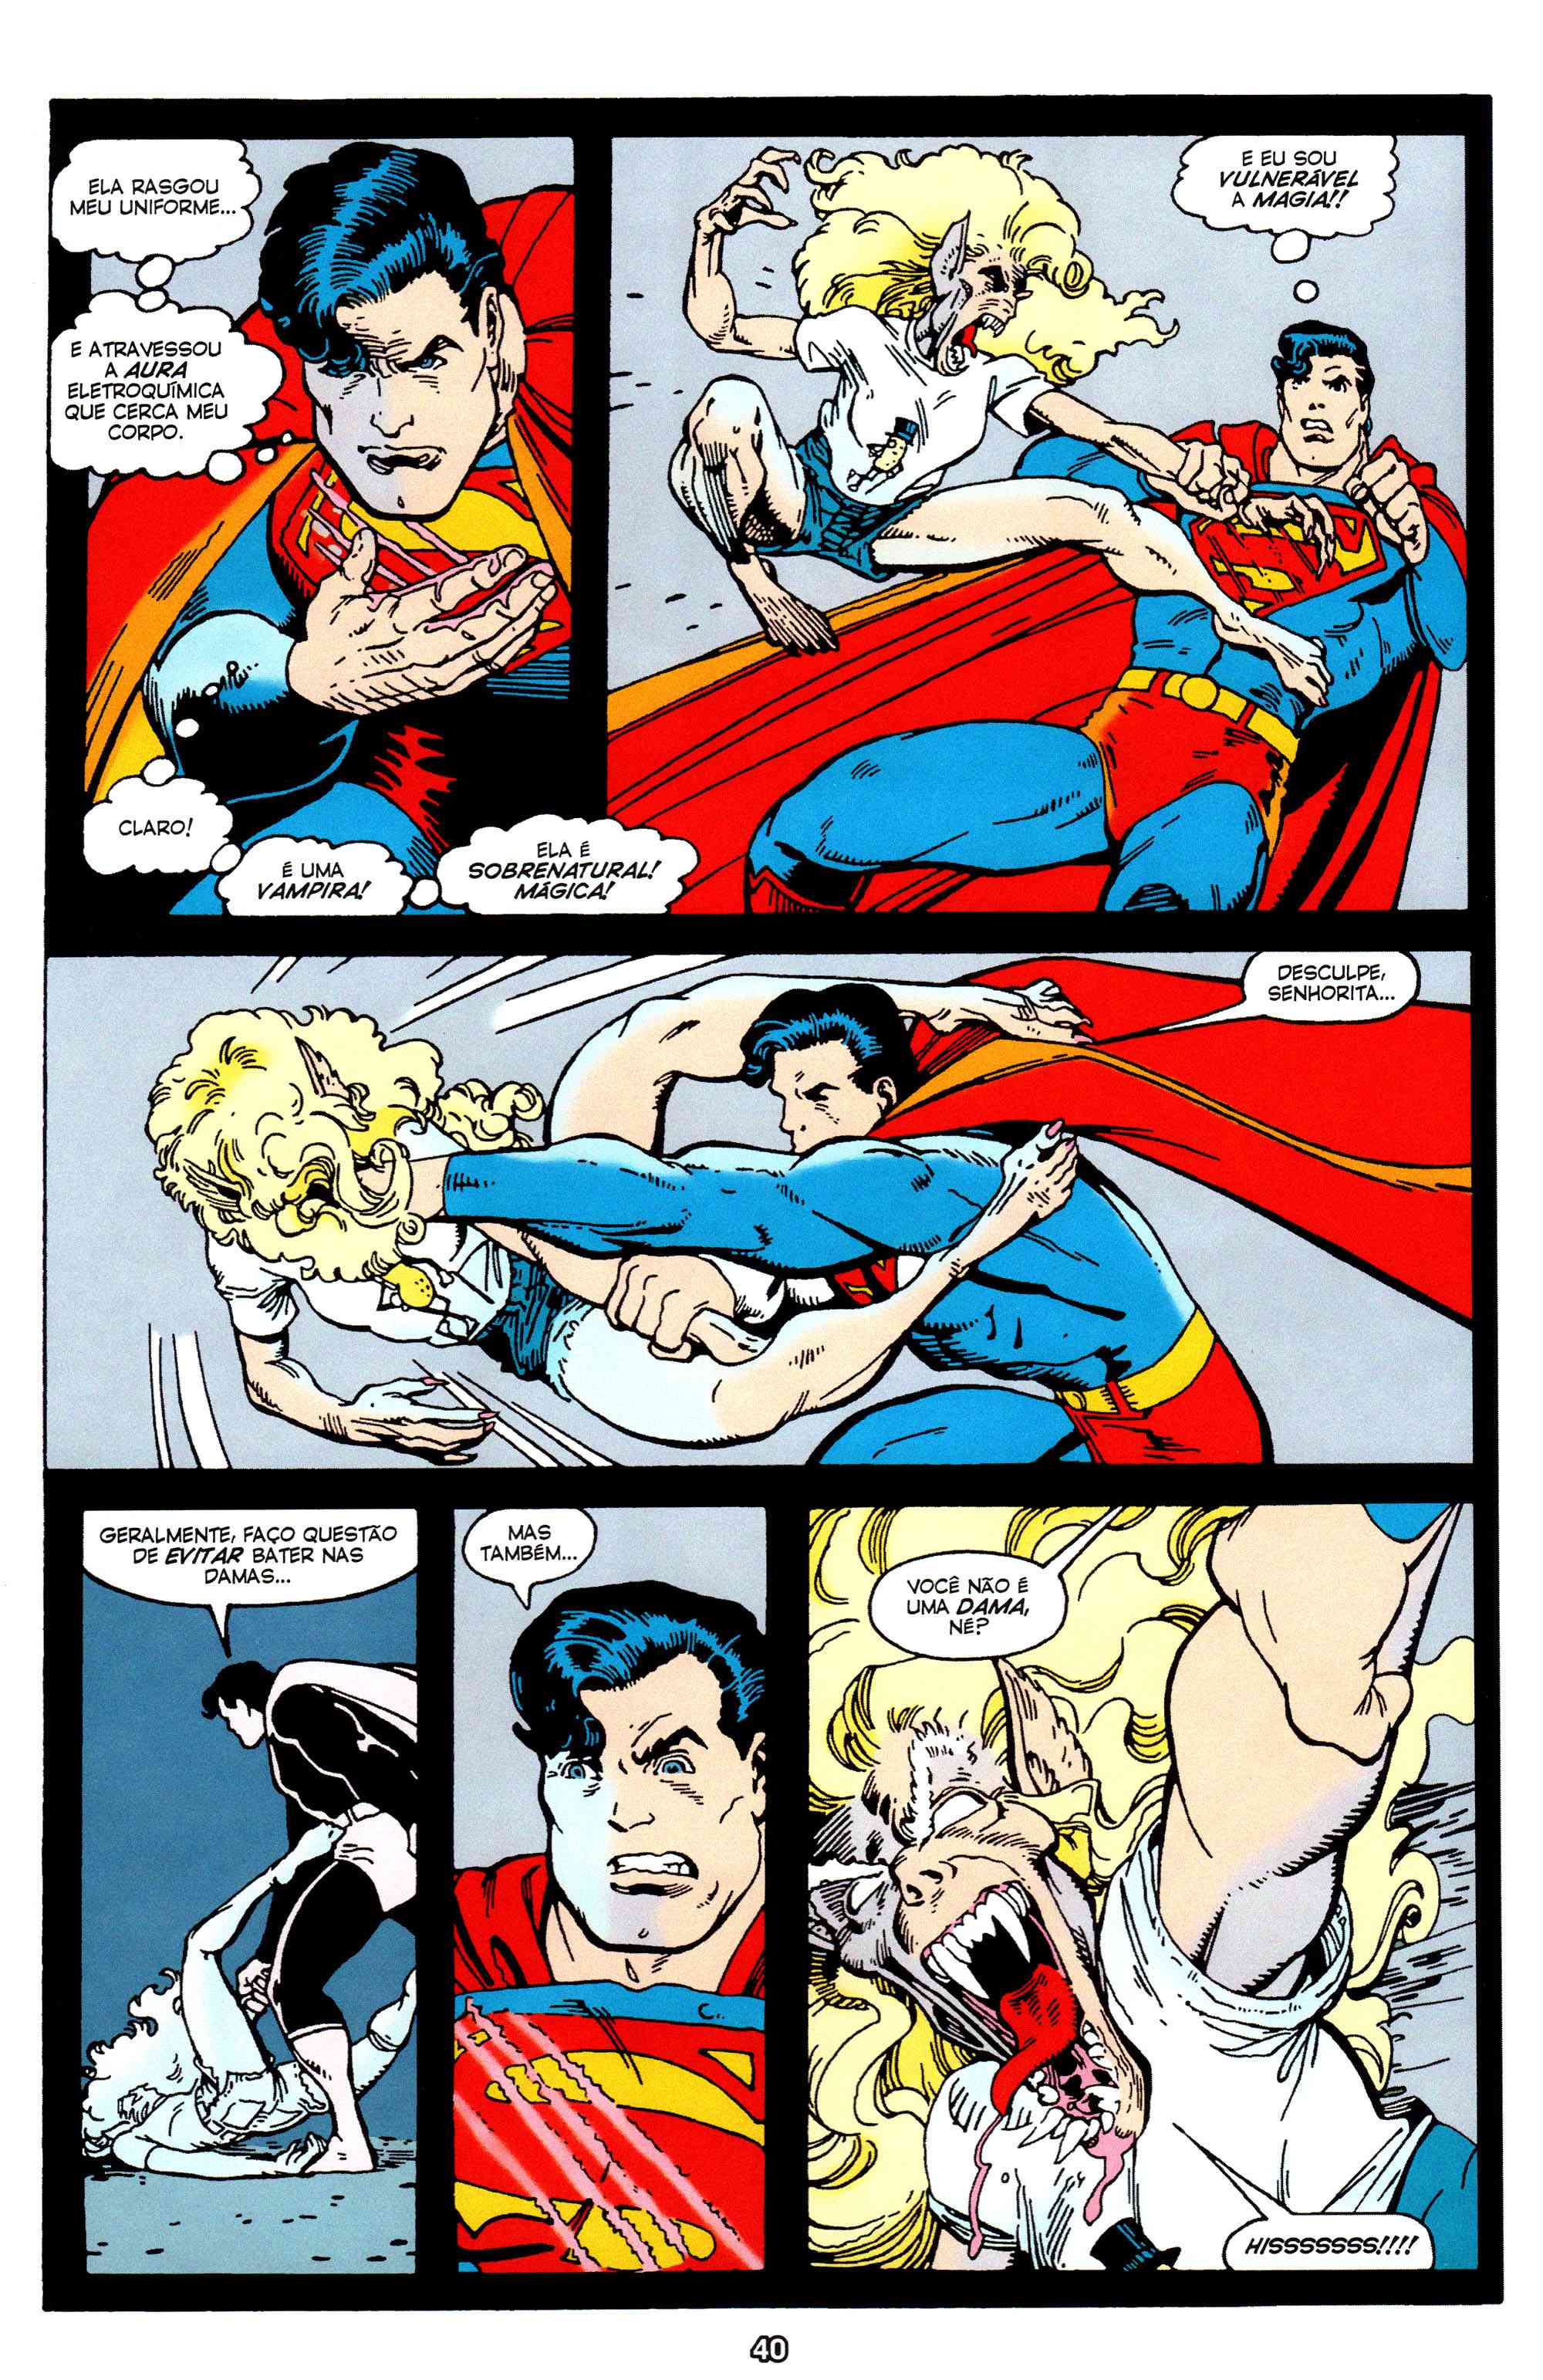 ELA RASGOU
MEU UNIFORME...
E ATRAVESSOU
A AURA
ELETROQUÍMICA
QUE CERCA MEU
CORPO.
CLARO!
É UMA
VAMPIRA!
ELA É
SOBRENATURAL!
MÁGICA!
E EU SOU
VULNERÁVEL
A MAGIA!!
DESCULPE,
SENHORITA...
GERALMENTE, FAÇO QUESTÃO
DE EVITAR BATER NAS
DAMAS...
MAS
TAMBÉM...
VOCÊ NÃO É
UMA DAMA,
NÉ?
HISSSSSSS!!!!
40